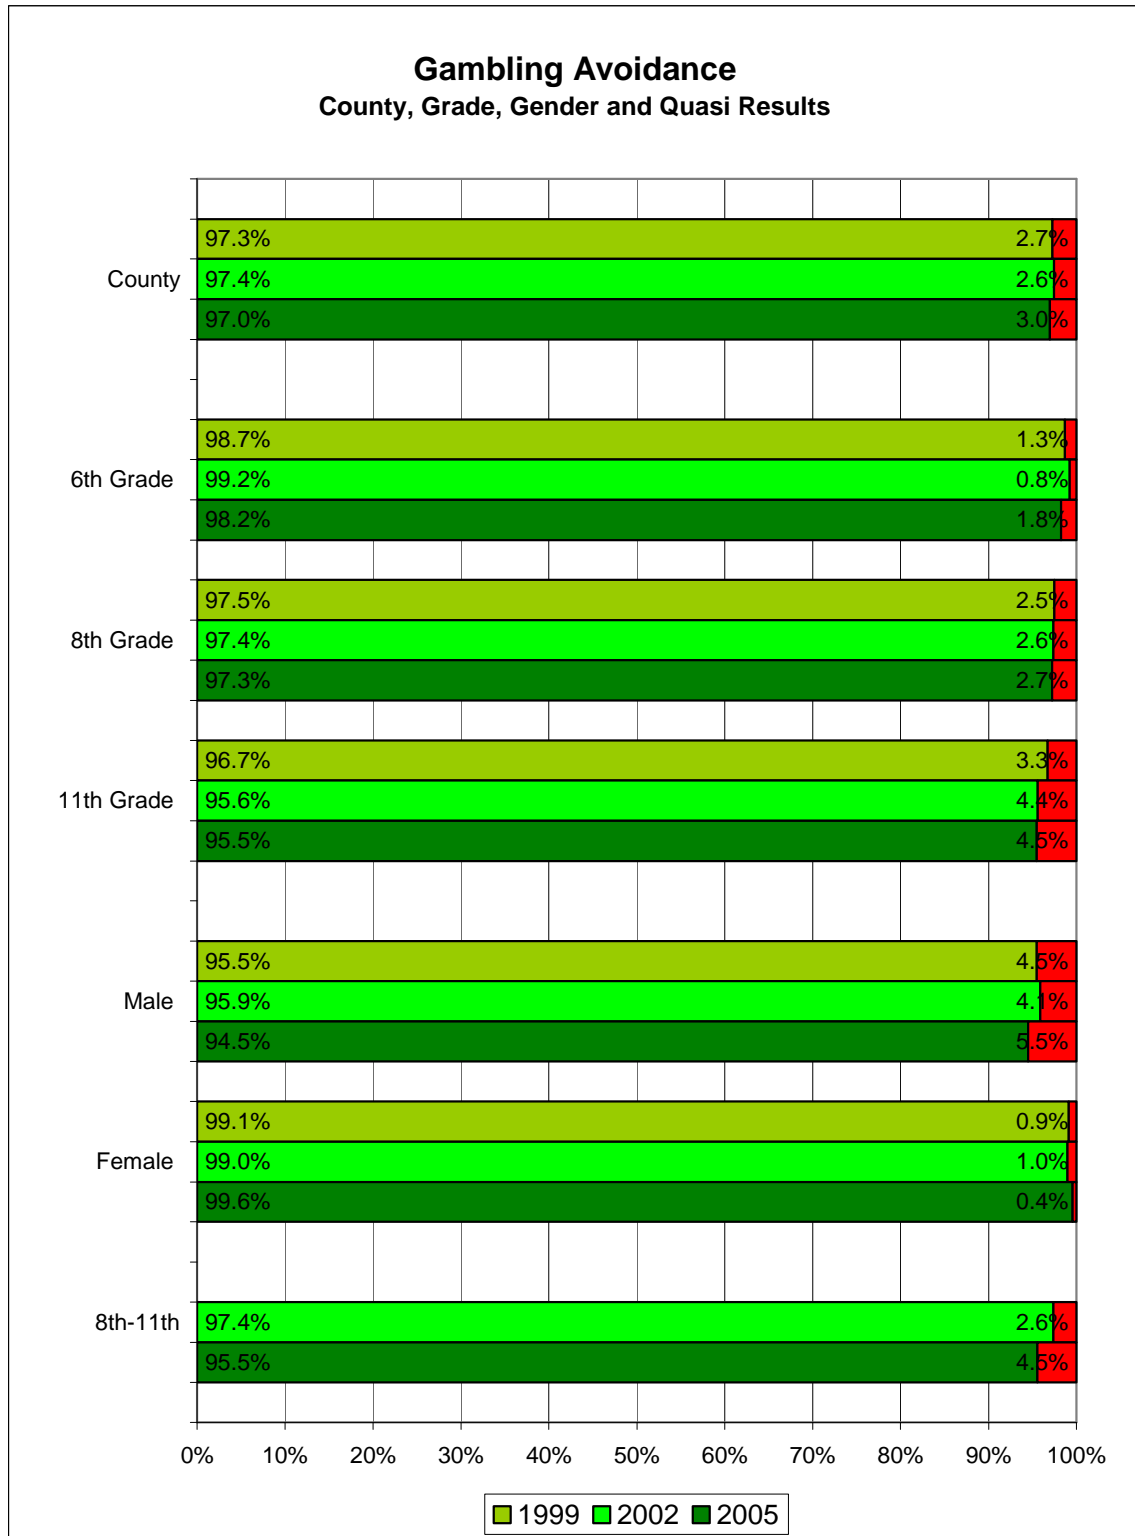 Gambling Avoidance
County, Grade, Gender and Quasi Results
County
97.3% 2.7%
97.4% 2.6%
97.0% 3.0%
6th Grade
98.7% 1.3%
99.2% 0.8%
98.2% 1.8%
8th Grade
97.5% 2.5%
97.4% 2.6%
97.3% 2.7%
11th Grade
96.7% 3.3%
95.6% 4.4%
95.5% 4.5%
Male
95.5% 4.5%
95.9% 4.1%
94.5% 5.5%
Female
99.1% 0.9%
99.0% 1.0%
99.6% 0.4%
8th-11th
97.4% 2.6%
95.5% 4.5%
0% 10% 20% 30% 40% 50% 60% 70% 80% 90% 100%
1999 2002 2005